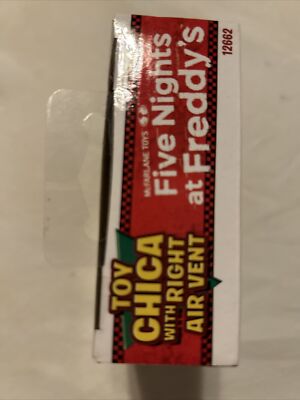 McFARLANE TOYS
Five Nights
at Freddy's
12662
TOY
CHICA
WITH RIGHT
AIR VENT